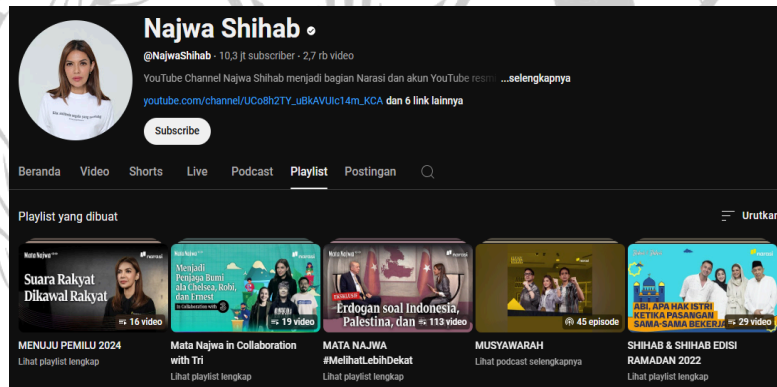 Najwa Shihab
@NajwaShihab · 10,3 jt subscriber · 2,7 rb video
YouTube Channel Najwa Shihab menjadi bagian Narasi dan akun YouTube resmi ...selengkapnya
youtube.com/channel/UCo8h2TY_uBkAVUIc14m_KCA dan 6 link lainnya
Subscribe
Beranda Video Shorts Live Podcast Playlist Postingan
Playlist yang dibuat
Urutkan
Mata Najwa
narasi
Suara Rakyat
Dikawal Rakyat
16 video
MENUJU PEMILU 2024
Lihat playlist lengkap
Mata Najwa
narasi
Menjadi
Penjaga Bumi
ala Chelsea, Robi,
dan Ernest
In Collaboration with
19 video
Mata Najwa in Collaboration
with Tri
Lihat playlist lengkap
Mata Najwa
narasi
EKSKLUSIF
Erdogan soal Indonesia,
Palestina, dan
113 video
MATA NAJWA
#MelihatLebihDekat
Lihat playlist lengkap
45 episode
MUSYAWARAH
Lihat podcast selengkapnya
narasi
ABI, APA HAK ISTRI
KETIKA PASANGAN
SAMA-SAMA BEKERJA
29 video
SHIHAB & SHIHAB EDISI
RAMADAN 2022
Lihat playlist lengkap